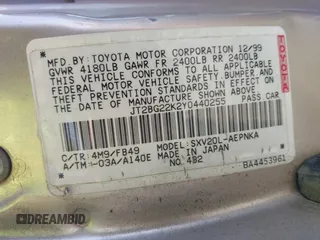 MFD. BY: TOYOTA MOTOR CORPORATION 12/99
GVWR 4180LB GAWR FR 2400LB RR 2400LB
THIS VEHICLE CONFORMS TO ALL APPLICABLE
FEDERAL MOTOR VEHICLE SAFETY, BUMPER, AND
THEFT PREVENTION STANDARDS IN EFFECT ON
THE DATE OF MANUFACTURE SHOWN ABOVE.
JT2BG22K2Y0440255 PASS. CAR
C/TR: 4M9/FB49 MODEL: SXV20L-AEPNKA
A/TM: -03A/A140E MADE IN JAPAN
NO. 4B2 BA4453961
TOYOTA
DREAMBID